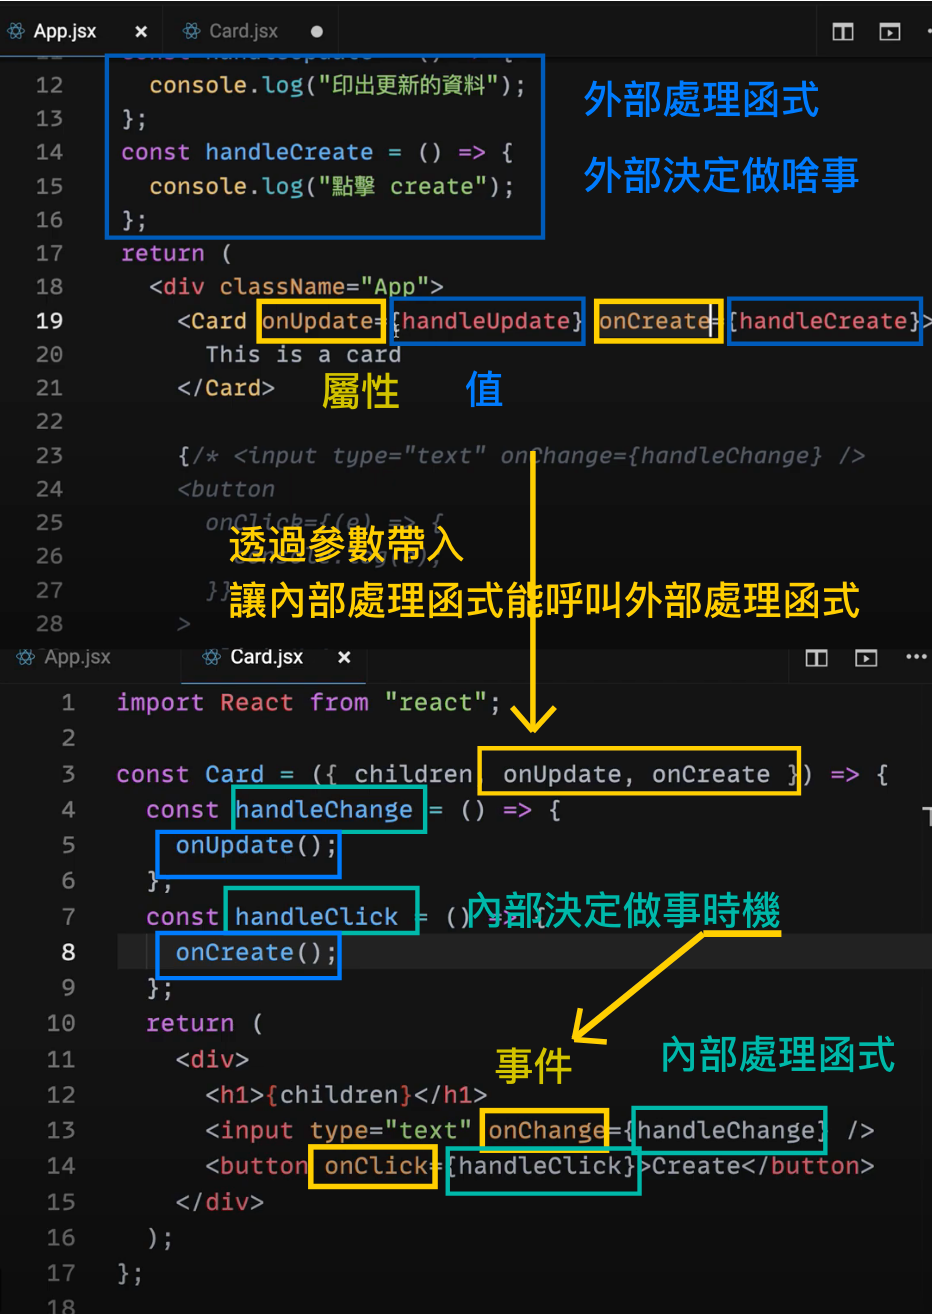 App.jsx × Card.jsx ●
12 console.log("印出更新的資料");
外部處理函式
13 };
14 const handleCreate = () => {
15 console.log("點擊 create");
外部決定做啥事
16 };
17 return (
18 <div className="App">
19 <Card onUpdate={handleUpdate} onCreate={handleCreate}>
20 This is a card
21 </Card>
屬性 值
22
23 {/* <input type="text" onChange={handleChange} />
24 <button
25 onClick={(e) => {
26
透過參數帶入
27 }}
讓內部處理函式能呼叫外部處理函式
28 >
App.jsx Card.jsx ×
1 import React from "react";
2
3 const Card = ({ children, onUpdate, onCreate }) => {
4 const handleChange = () => {
5 onUpdate();
6 };
7 const handleClick = () => {
內部決定做事時機
8 onCreate();
9 };
10 return (
11 <div>
事件 內部處理函式
12 <h1>{children}</h1>
13 <input type="text" onChange={handleChange} />
14 <button onClick={handleClick}>Create</button>
15 </div>
16 );
17 };
18